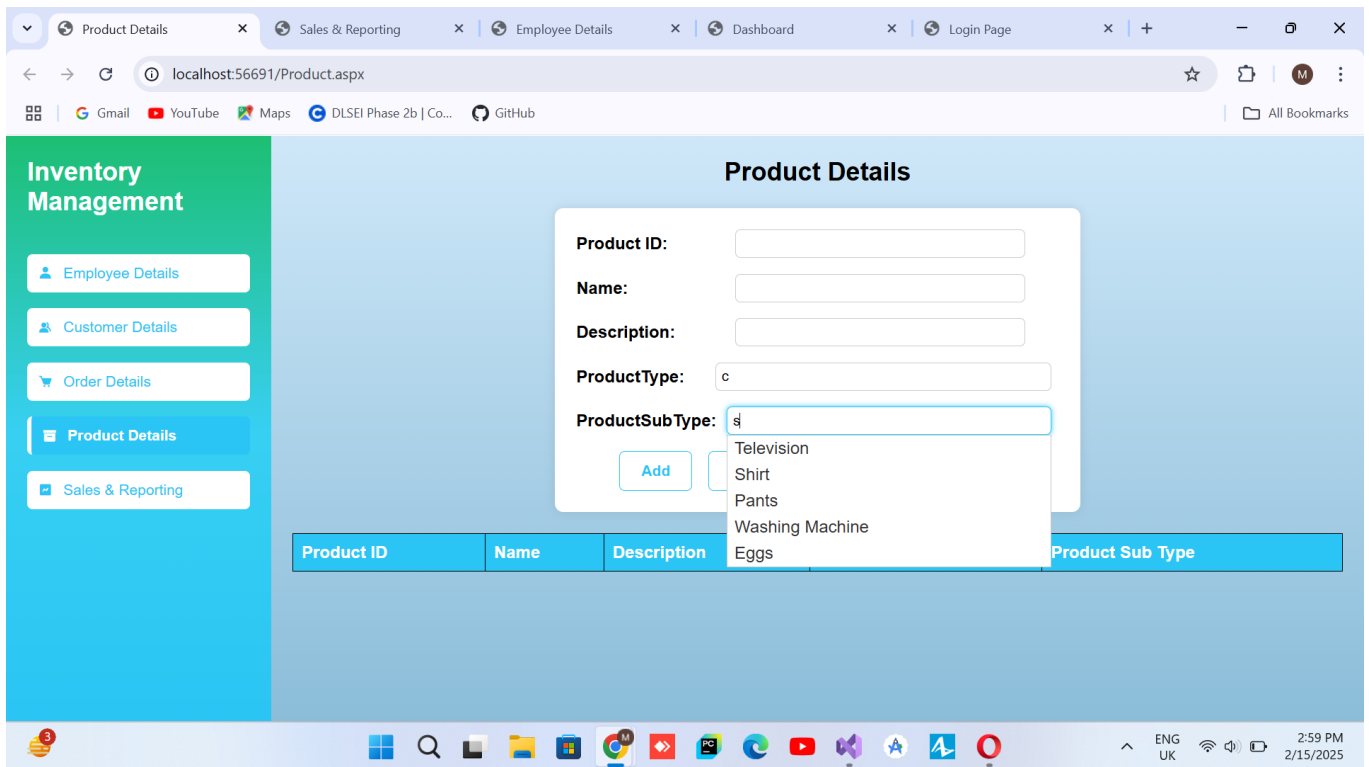 Product Details
Sales & Reporting
Employee Details
Dashboard
Login Page
localhost:56691/Product.aspx
M
Gmail
YouTube
Maps
DLSEI Phase 2b | Co...
GitHub
All Bookmarks
Inventory
Management
Employee Details
Customer Details
Order Details
Product Details
Sales & Reporting
Product Details
Product ID:
Name:
Description:
ProductType:
c
ProductSubType:
s
Television
Shirt
Pants
Washing Machine
Eggs
Add
Product ID
Name
Description
Product Sub Type
3
M
PC
ENG
UK
2:59 PM
2/15/2025